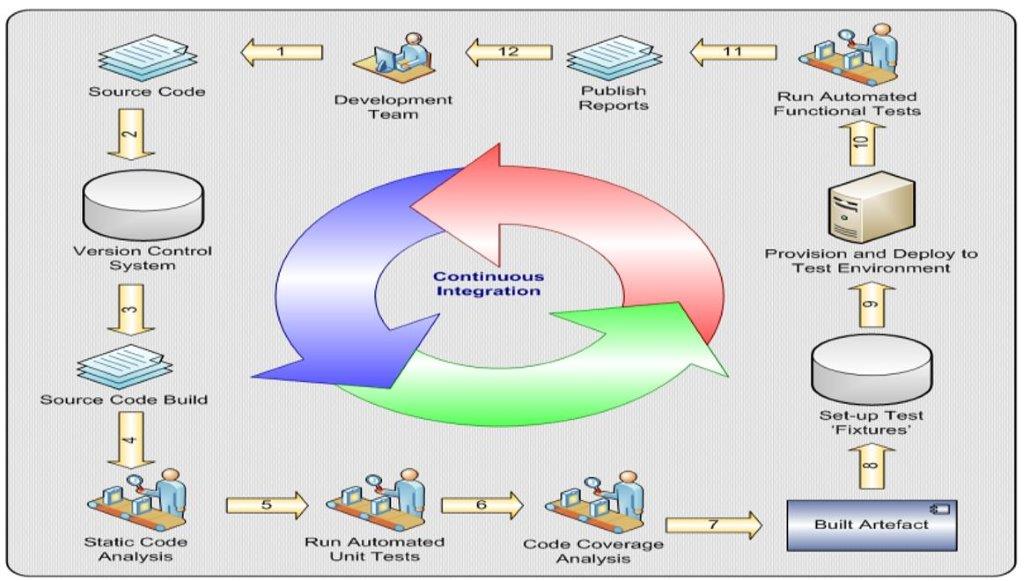 1
12
11
Source Code
Development
Team
Publish
Reports
Run Automated
Functional Tests
2
10
Version Control
System
Provision and Deploy to
Test Environment
Continuous
Integration
3
9
Source Code Build
Set-up Test
‘Fixtures’
4
8
5
6
7
Built Artefact
Static Code
Analysis
Run Automated
Unit Tests
Code Coverage
Analysis